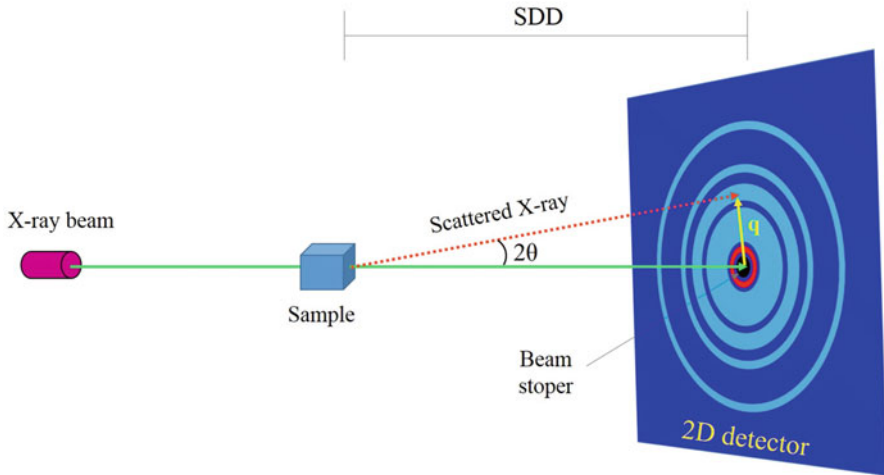 SDD
X-ray beam
Scattered X-ray
q
2θ
Sample
Beam
stoper
2D detector